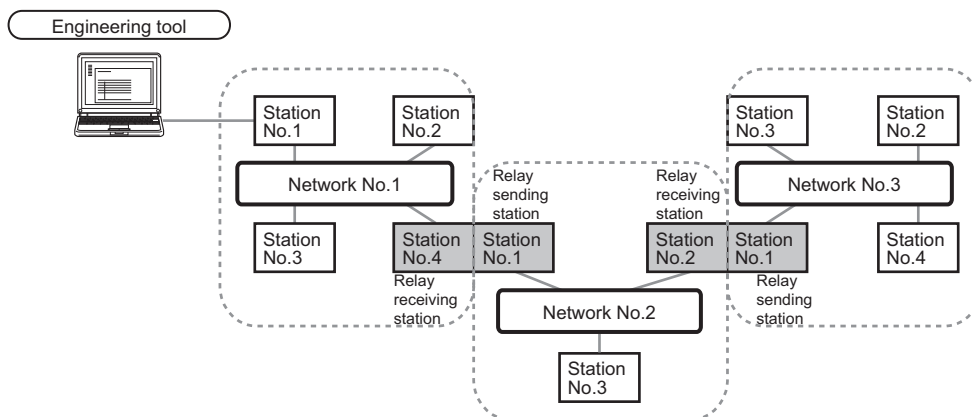 Engineering tool
Station
No.1
Station
No.2
Network No.1
Station
No.3
Station
No.4
Relay
receiving
station
Relay
sending
station
Station
No.1
Network No.2
Station
No.3
Relay
receiving
station
Station
No.2
Station
No.1
Relay
sending
station
Station
No.3
Station
No.2
Network No.3
Station
No.4